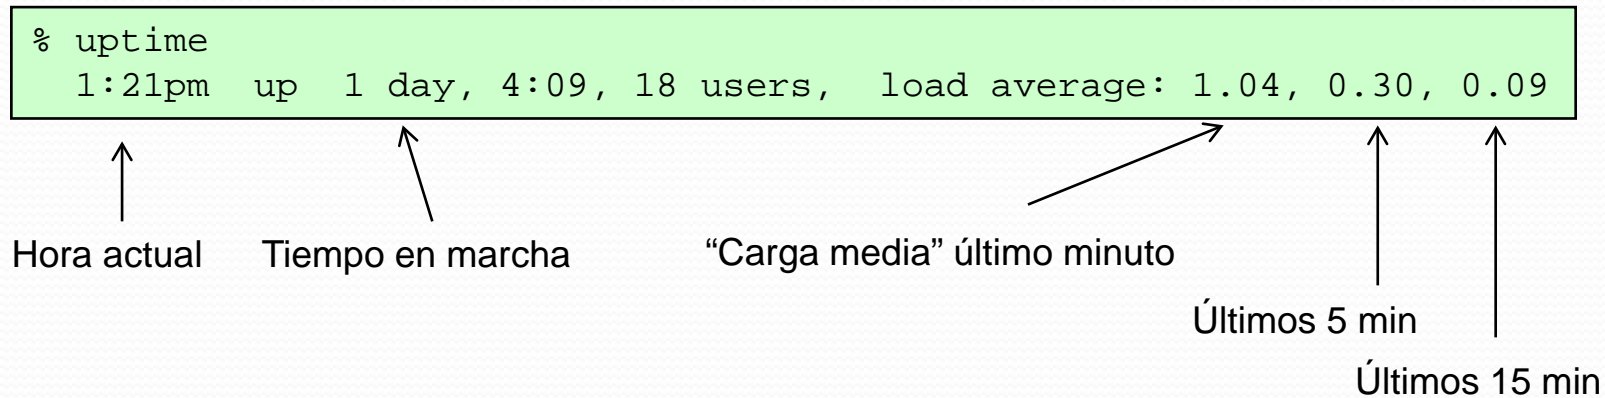 % uptime
1:21pm up 1 day, 4:09, 18 users, load average: 1.04, 0.30, 0.09
Hora actual
Tiempo en marcha
“Carga media” último minuto
Últimos 5 min
Últimos 15 min